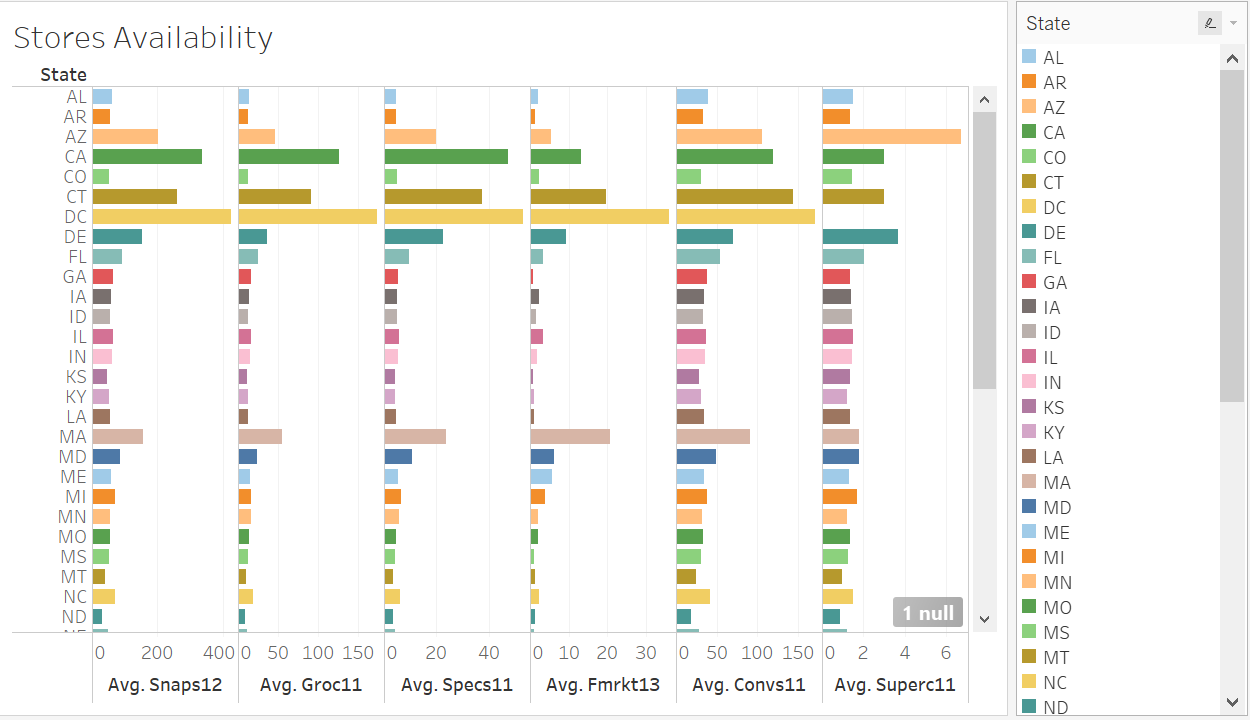 Stores Availability
State
AL
AR
AZ
CA
CO
CT
DC
DE
FL
GA
IA
ID
IL
IN
KS
KY
LA
MA
MD
ME
MI
MN
MO
MS
MT
NC
ND
1 null
0 200 400 0 50 100 150 0 20 40 0 10 20 30 0 50 100 150 0 2 4 6
Avg. Snaps12 Avg. Groc11 Avg. Specs11 Avg. Fmrkt13 Avg. Convs11 Avg. Superc11
State
AL
AR
AZ
CA
CO
CT
DC
DE
FL
GA
IA
ID
IL
IN
KS
KY
LA
MA
MD
ME
MI
MN
MO
MS
MT
NC
ND